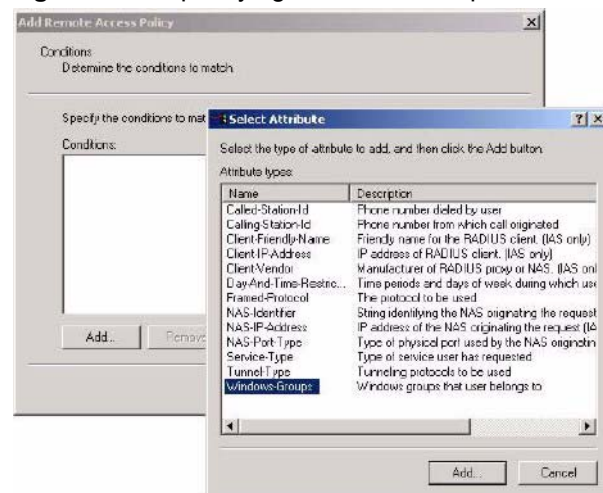 Add Remote Access Policy
Conditions
Determine the conditions to match.
Specify the conditions to mat
Conditions:
Add...
Remove
Select Attribute
Select the type of attribute to add, and then click the Add button.
Attribute types:
Name Description
Called-Station-Id Phone number dialed by user
Calling-Station-Id Phone number from which call originated
Client-Friendly-Name Friendly name for the RADIUS client. (IAS only)
Client-IP-Address IP address of RADIUS client. (IAS only)
Client-Vendor Manufacturer of RADIUS proxy or NAS. (IAS onl
Day-And-Time-Restric... Time periods and days of week during which use
Framed-Protocol The protocol to be used
NAS-Identifier String identifying the NAS originating the request
NAS-IP-Address IP address of the NAS originating the request (IA
NAS-Port-Type Type of physical port used by the NAS originatin
Service-Type Type of service user has requested
Tunnel-Type Tunneling protocols to be used
Windows-Groups Windows groups that user belongs to
Add... Cancel